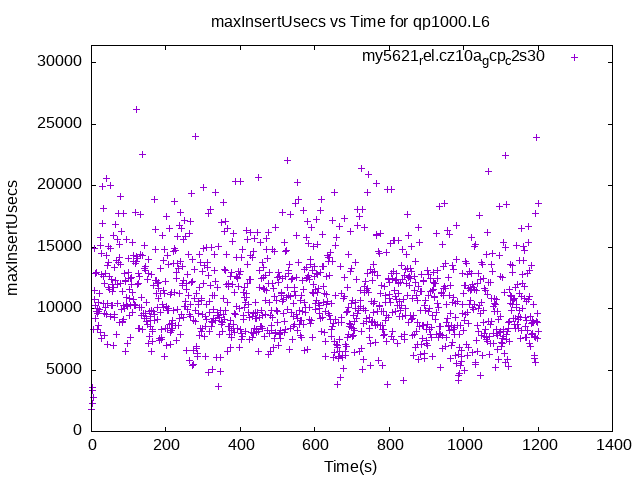 maxInsertUsecs vs Time for qp1000.L6
my5621rel.cz10agcpc2s30
30000
25000
20000
15000
10000
5000
0
maxInsertUsecs
0 200 400 600 800 1000 1200 1400
Time(s)